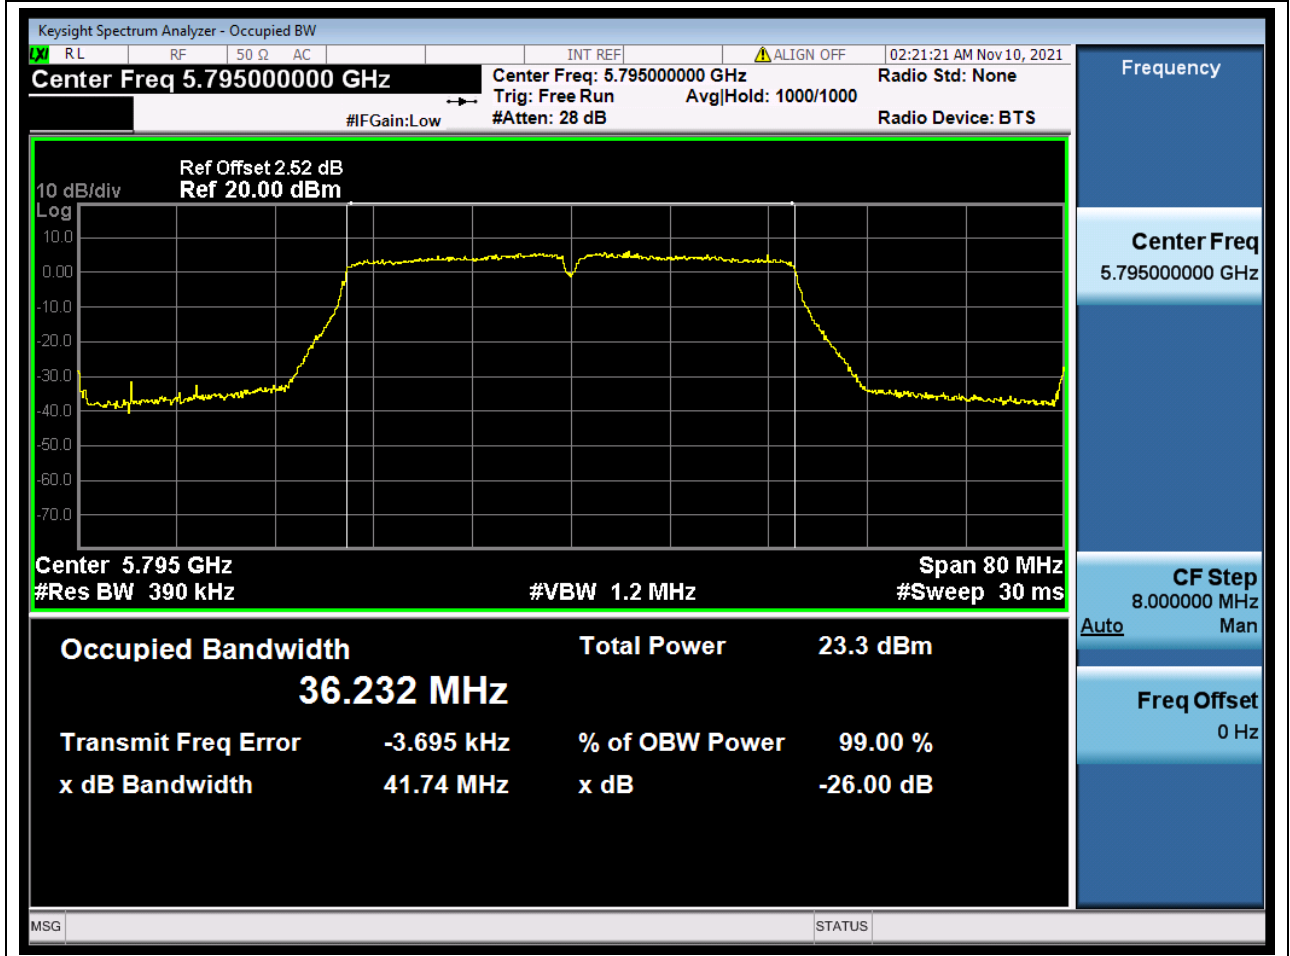 Keysight Spectrum Analyzer - Occupied BW
LXI RL RF 50 Ω AC INT REF ALIGN OFF 02:21:21 AM Nov 10, 2021
Center Freq 5.795000000 GHz
Center Freq: 5.795000000 GHz
Radio Std: None
Trig: Free Run Avg|Hold: 1000/1000
#IFGain:Low
#Atten: 28 dB
Radio Device: BTS
Ref Offset 2.52 dB
10 dB/div Ref 20.00 dBm
Log
10.0
0.00
-10.0
-20.0
-30.0
-40.0
-50.0
-60.0
-70.0
Center 5.795 GHz
Span 80 MHz
#Res BW 390 kHz
#VBW 1.2 MHz
#Sweep 30 ms
Occupied Bandwidth
Total Power 23.3 dBm
36.232 MHz
Transmit Freq Error -3.695 kHz
% of OBW Power 99.00 %
x dB Bandwidth 41.74 MHz
x dB -26.00 dB
Frequency
Center Freq
5.795000000 GHz
CF Step
8.000000 MHz
Auto Man
Freq Offset
0 Hz
MSG
STATUS